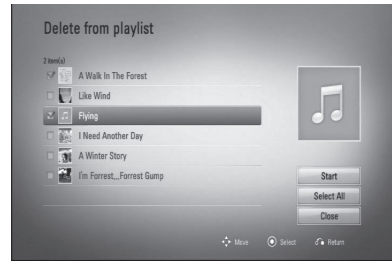 Delete from playlist
2 item(s)
A Walk In The Forest
Like Wind
Flying
I Need Another Day
A Winter Story
I'm Forrest,,,Forrest Gump
Start
Select All
Close
Move Select Return